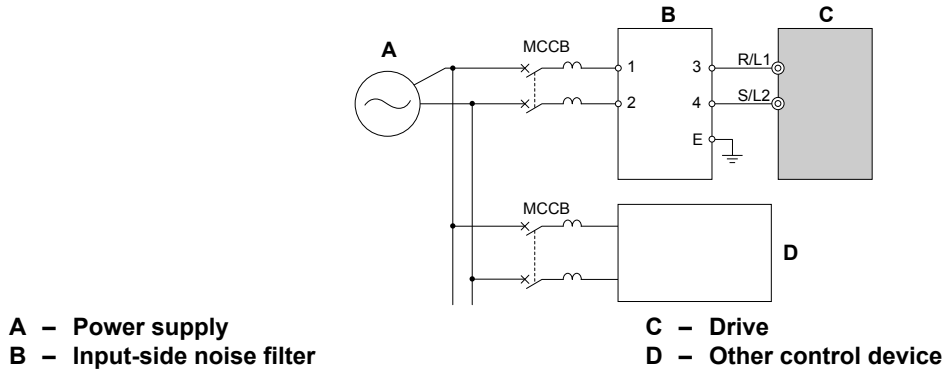 B
C
A
MCCB
1
3
R/L1
2
4
S/L2
E
MCCB
D
A – Power supply
B – Input-side noise filter
C – Drive
D – Other control device